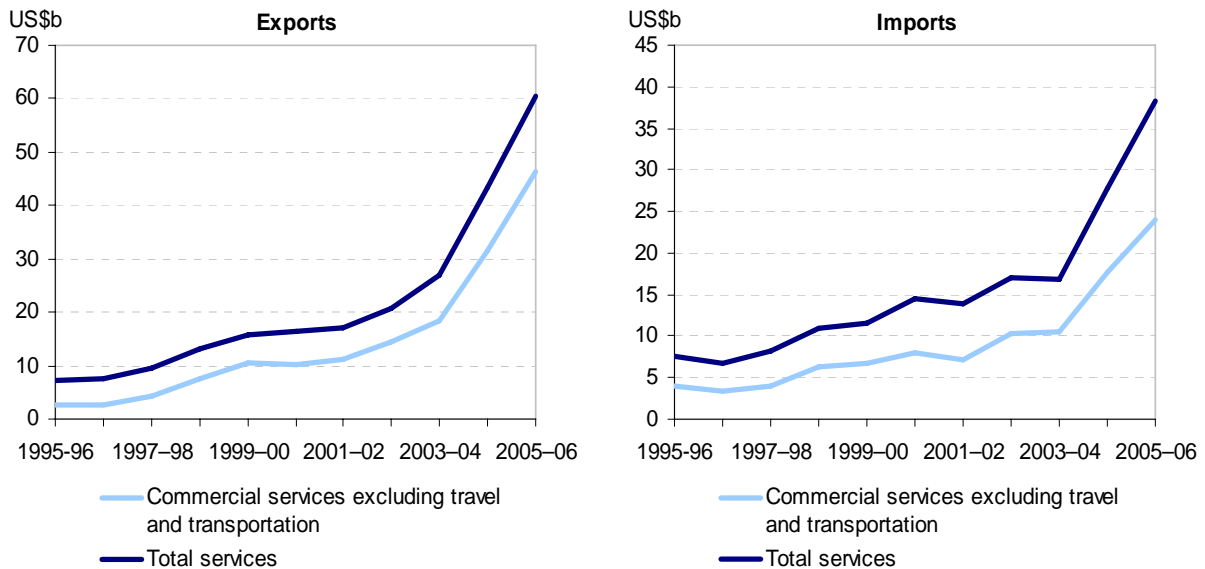 US$b
Exports
70
60
50
40
30
20
10
0
1995-96 1997–98 1999–00 2001–02 2003–04 2005–06
Commercial services excluding travel
and transportation
Total services
US$b
Imports
45
40
35
30
25
20
15
10
5
0
1995-96 1997–98 1999–00 2001–02 2003–04 2005–06
Commercial services excluding travel
and transportation
Total services